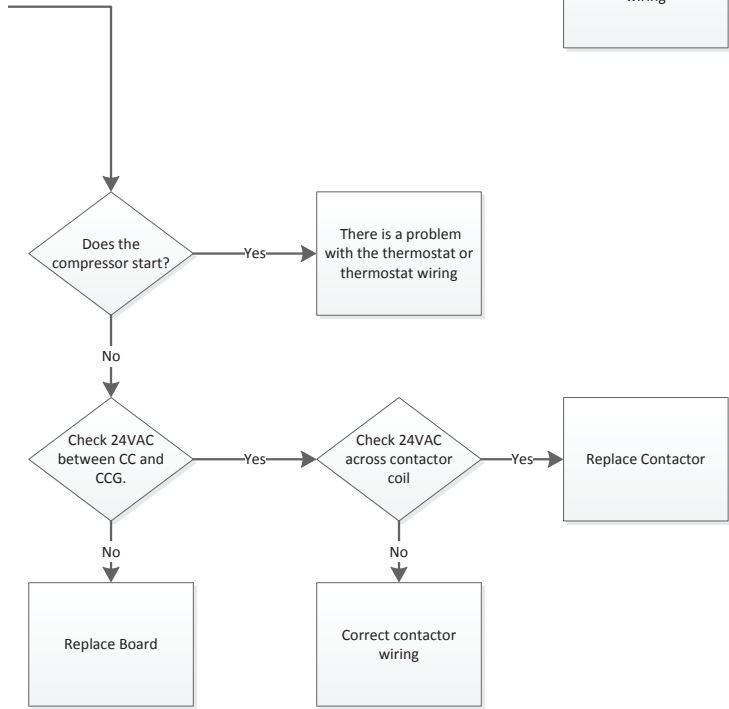 wiring
Does the
compressor start?
Yes
There is a problem
with the thermostat or
thermostat wiring
No
Check 24VAC
between CC and
CCG.
Yes
Check 24VAC
across contactor
coil
Yes
Replace Contactor
No
Replace Board
No
Correct contactor
wiring